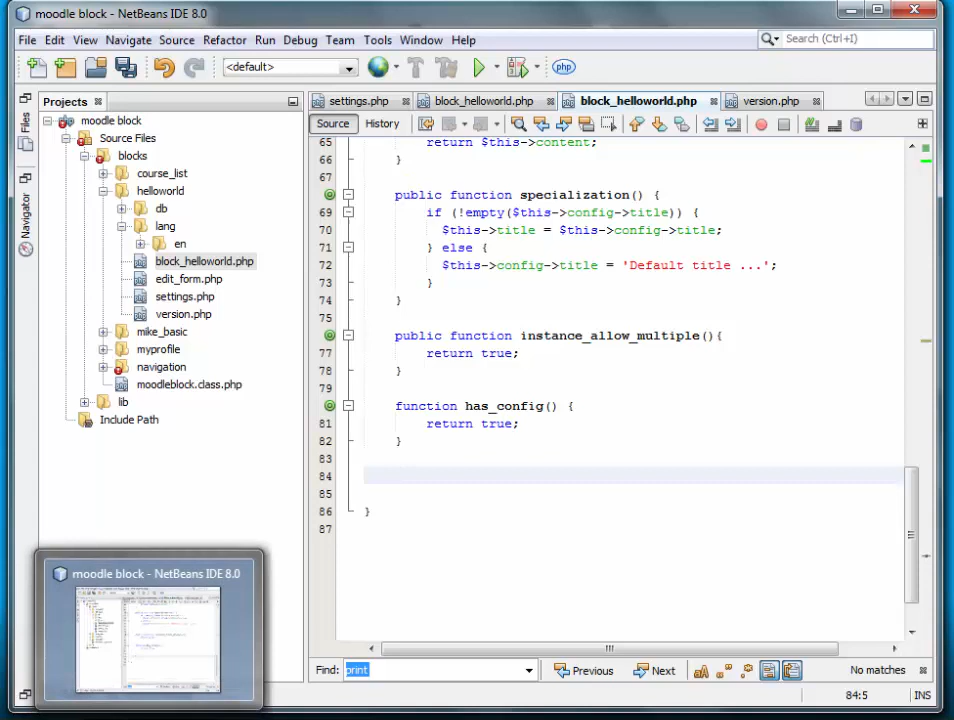 moodle block - NetBeans IDE 8.0
File Edit View Navigate Source Refactor Run Debug Team Tools Window Help
Search (Ctrl+I)
<default>
php
Projects
settings.php block_helloworld.php block_helloworld.php version.php
Files
Navigator
Source History
moodle block
Source Files
blocks
course_list
helloworld
db
lang
en
block_helloworld.php
edit_form.php
settings.php
version.php
mike_basic
myprofile
navigation
moodleblock.class.php
lib
Include Path
65 return $this->content;
66 }
67
public function specialization() {
69 if (!empty($this->config->title)) {
70 $this->title = $this->config->title;
71 } else {
72 $this->config->title = 'Default title ...';
73 }
74 }
75
public function instance_allow_multiple(){
77 return true;
78 }
79
function has_config() {
81 return true;
82 }
83
84
85
86 }
87
moodle block - NetBeans IDE 8.0
Find: print Previous Next No matches
84:5 INS